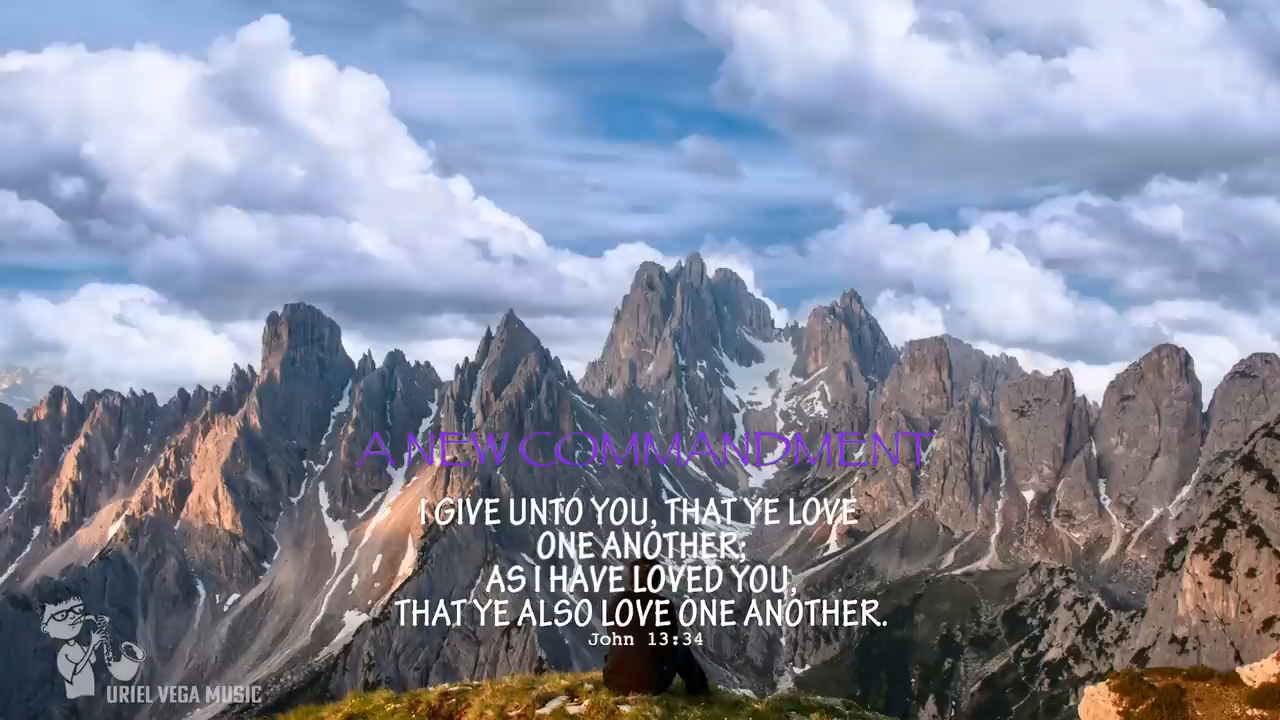 A NEW COMMANDMENT
I GIVE UNTO YOU, THAT YE LOVE
ONE ANOTHER;
AS I HAVE LOVED YOU,
THAT YE ALSO LOVE ONE ANOTHER.
John 13:34
URIEL VEGA MUSIC